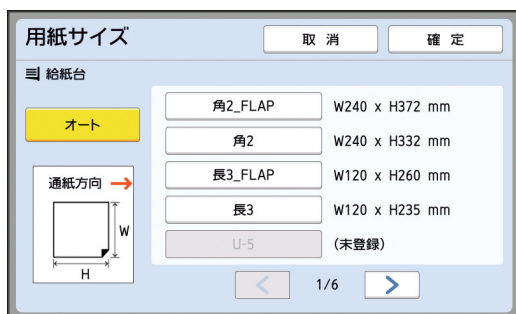 用紙サイズ
取 消
確 定
給紙台
オート
角2_FLAP W240 x H372 mm
角2 W240 x H332 mm
長3_FLAP W120 x H260 mm
長3 W120 x H235 mm
U-5 (未登録)
通紙方向 →
W
H
< 1/6 >